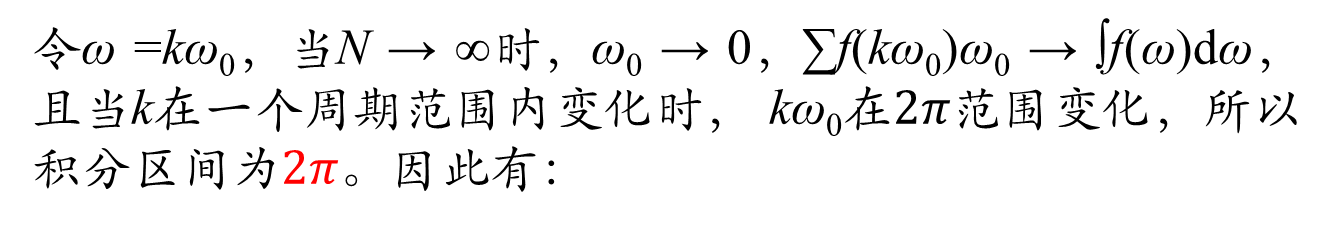 令ω =kω₀, 当N → ∞时, ω₀ → 0, ∑f(kω₀)ω₀ → ∫f(ω)dω,
且当k在一个周期范围内变化时, kω₀在2π范围变化, 所以
积分区间为2π。因此有: